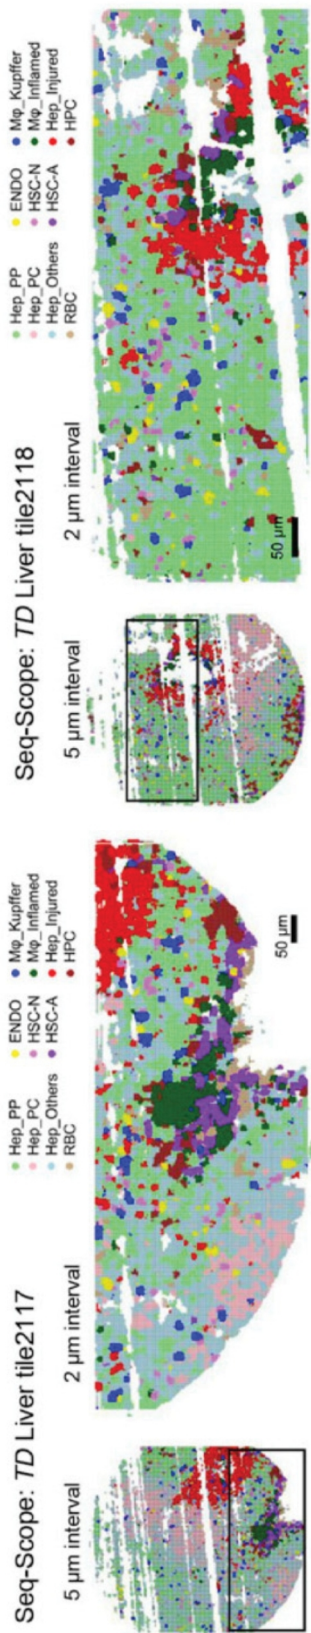 Seq-Scope: TD Liver tile2117
5 µm interval
2 µm interval
Hep_PP
Hep_PC
Hep_Others
RBC
ENDO
HSC-N
HSC-A
Mφ_Kupffer
Mφ_Inflamed
Hep_Injured
HPC
50 µm
Seq-Scope: TD Liver tile2118
5 µm interval
2 µm interval
Hep_PP
Hep_PC
Hep_Others
RBC
ENDO
HSC-N
HSC-A
Mφ_Kupffer
Mφ_Inflamed
Hep_Injured
HPC
50 µm